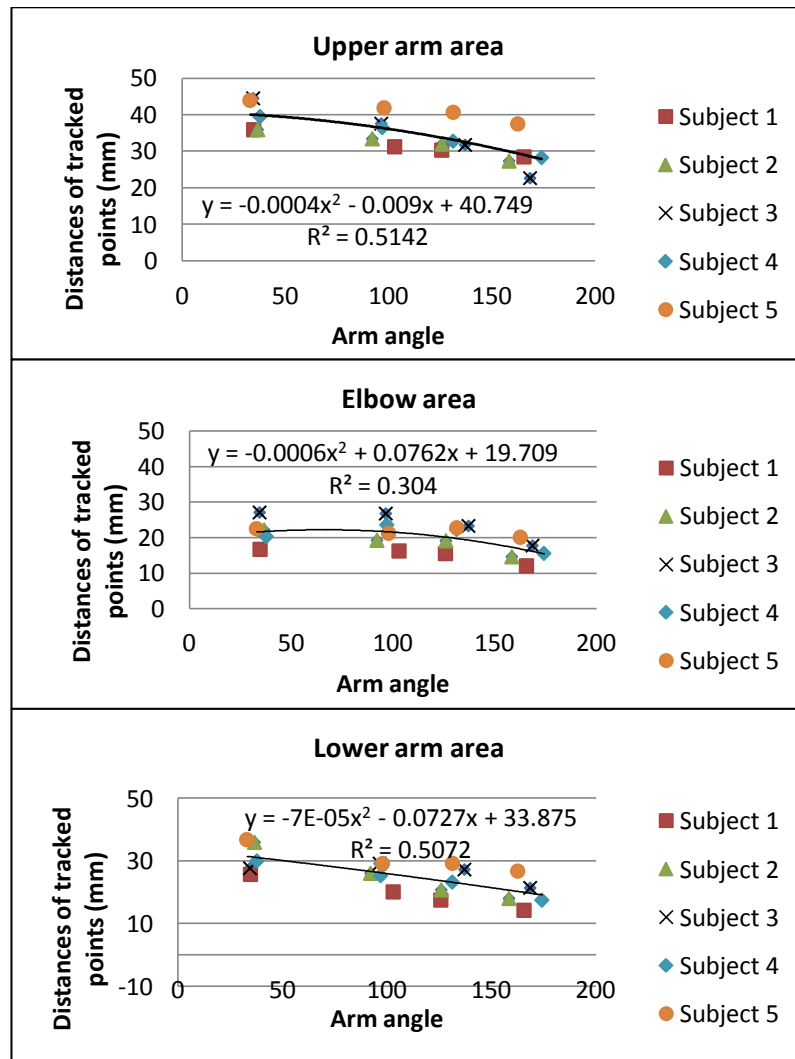 Upper arm area
50
40
30
20
10
0
y = -0.0004x² - 0.009x + 40.749
R² = 0.5142
0 50 100 150 200
Distances of tracked
points (mm)
Arm angle
Subject 1
Subject 2
Subject 3
Subject 4
Subject 5
Elbow area
50
40
30
20
10
0
y = -0.0006x² + 0.0762x + 19.709
R² = 0.304
0 50 100 150 200
Distances of tracked
points (mm)
Arm angle
Subject 1
Subject 2
Subject 3
Subject 4
Subject 5
Lower arm area
50
30
10
-10
y = -7E-05x² - 0.0727x + 33.875
R² = 0.5072
0 50 100 150 200
Distances of tracked
points (mm)
Arm angle
Subject 1
Subject 2
Subject 3
Subject 4
Subject 5